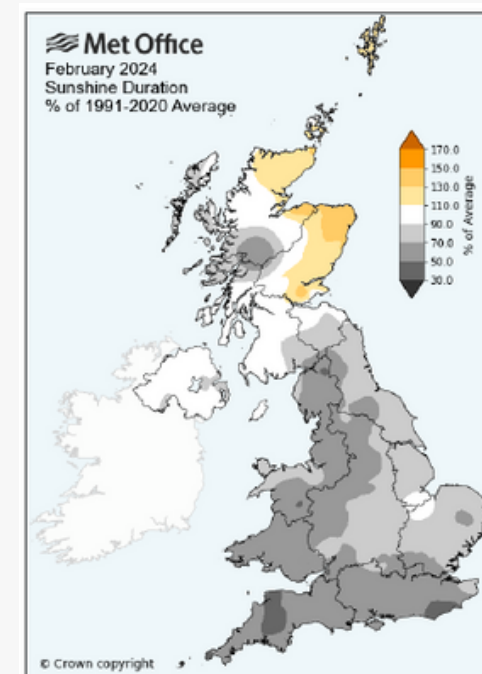 Met Office
February 2024
Sunshine Duration
% of 1991-2020 Average
170.0
150.0
130.0
110.0
90.0
70.0
50.0
30.0
% of Average
© Crown copyright